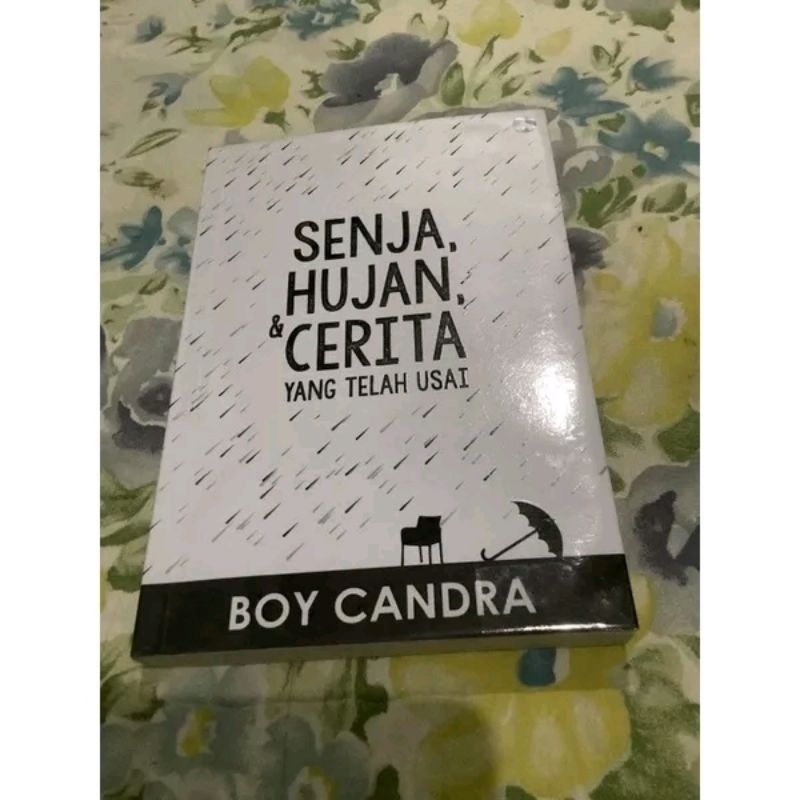 SENJA,
HUJAN,
& CERITA
YANG TELAH USAI
BOY CANDRA